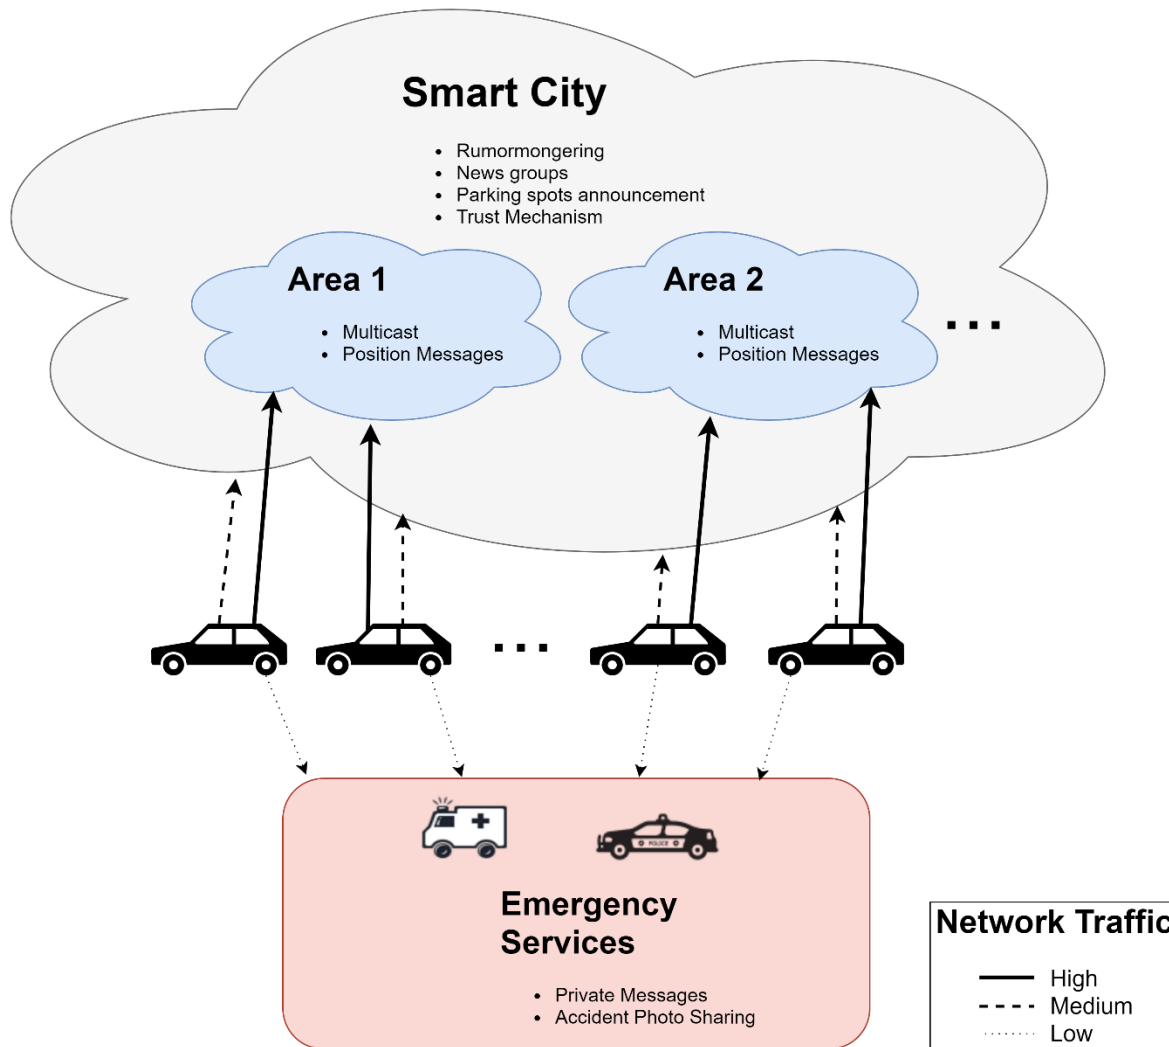 Smart City
• Rumormongering
• News groups
• Parking spots announcement
• Trust Mechanism
Area 1
• Multicast
• Position Messages
Area 2
• Multicast
• Position Messages
...
...
POLICE
Emergency
Services
• Private Messages
• Accident Photo Sharing
Network Traffic
High
Medium
Low